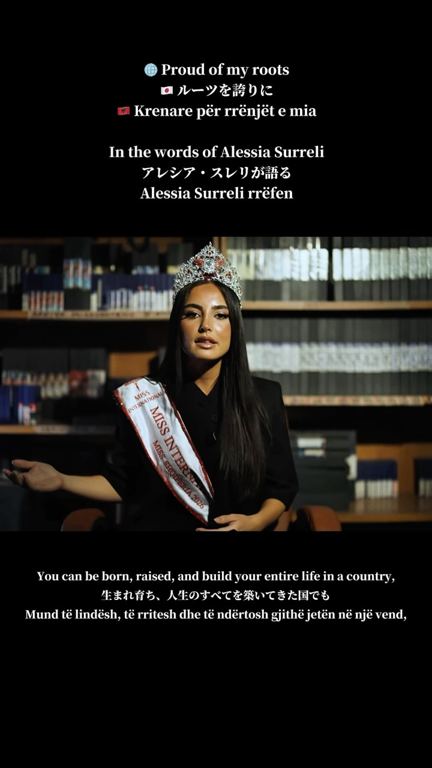 🌐 Proud of my roots
🇯🇵 ルーツを誇りに
🇦🇱 Krenare për rrënjët e mia
In the words of Alessia Surreli
アレシア・スレリが語る
Alessia Surreli rrëfen
MISS
INTERNATIONAL
MISS INTERN
You can be born, raised, and build your entire life in a country,
生まれ育ち、人生のすべてを築いてきた国でも
Mund të lindësh, të rritesh dhe të ndërtosh gjithë jetën në një vend,